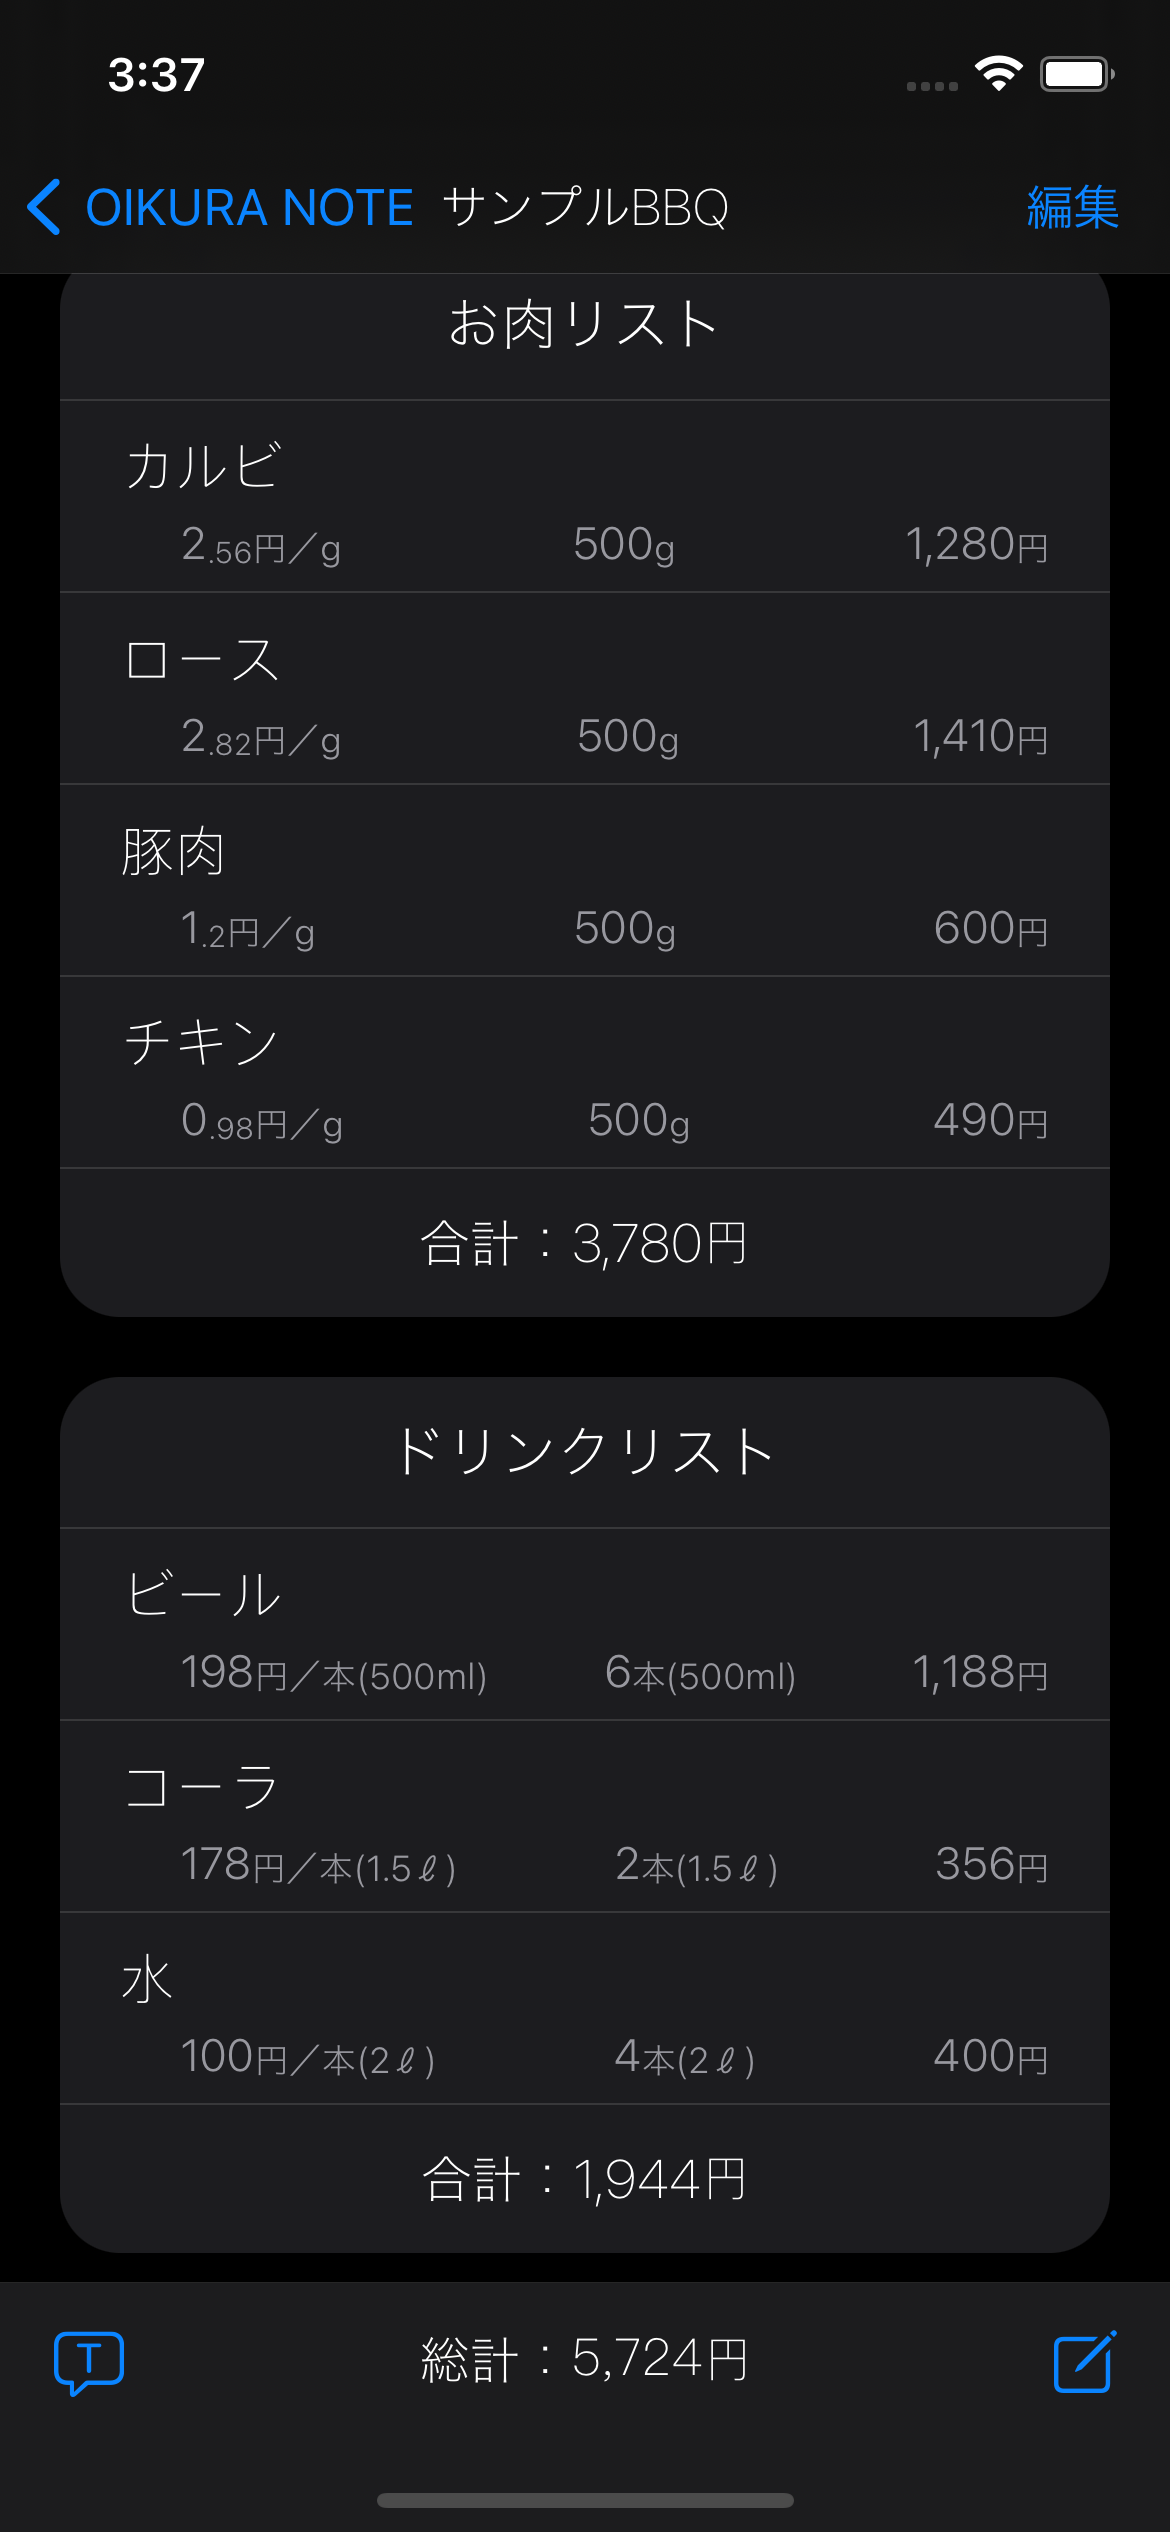 3:37
OIKURA NOTE サンプルBBQ 編集
お肉リスト
カルビ
2.56円／g 500g 1,280円
ロース
2.82円／g 500g 1,410円
豚肉
1.2円／g 500g 600円
チキン
0.98円／g 500g 490円
合計：3,780円
ドリンクリスト
ビール
198円／本(500ml) 6本(500ml) 1,188円
コーラ
178円／本(1.5ℓ) 2本(1.5ℓ) 356円
水
100円／本(2ℓ) 4本(2ℓ) 400円
合計：1,944円
T 総計：5,724円